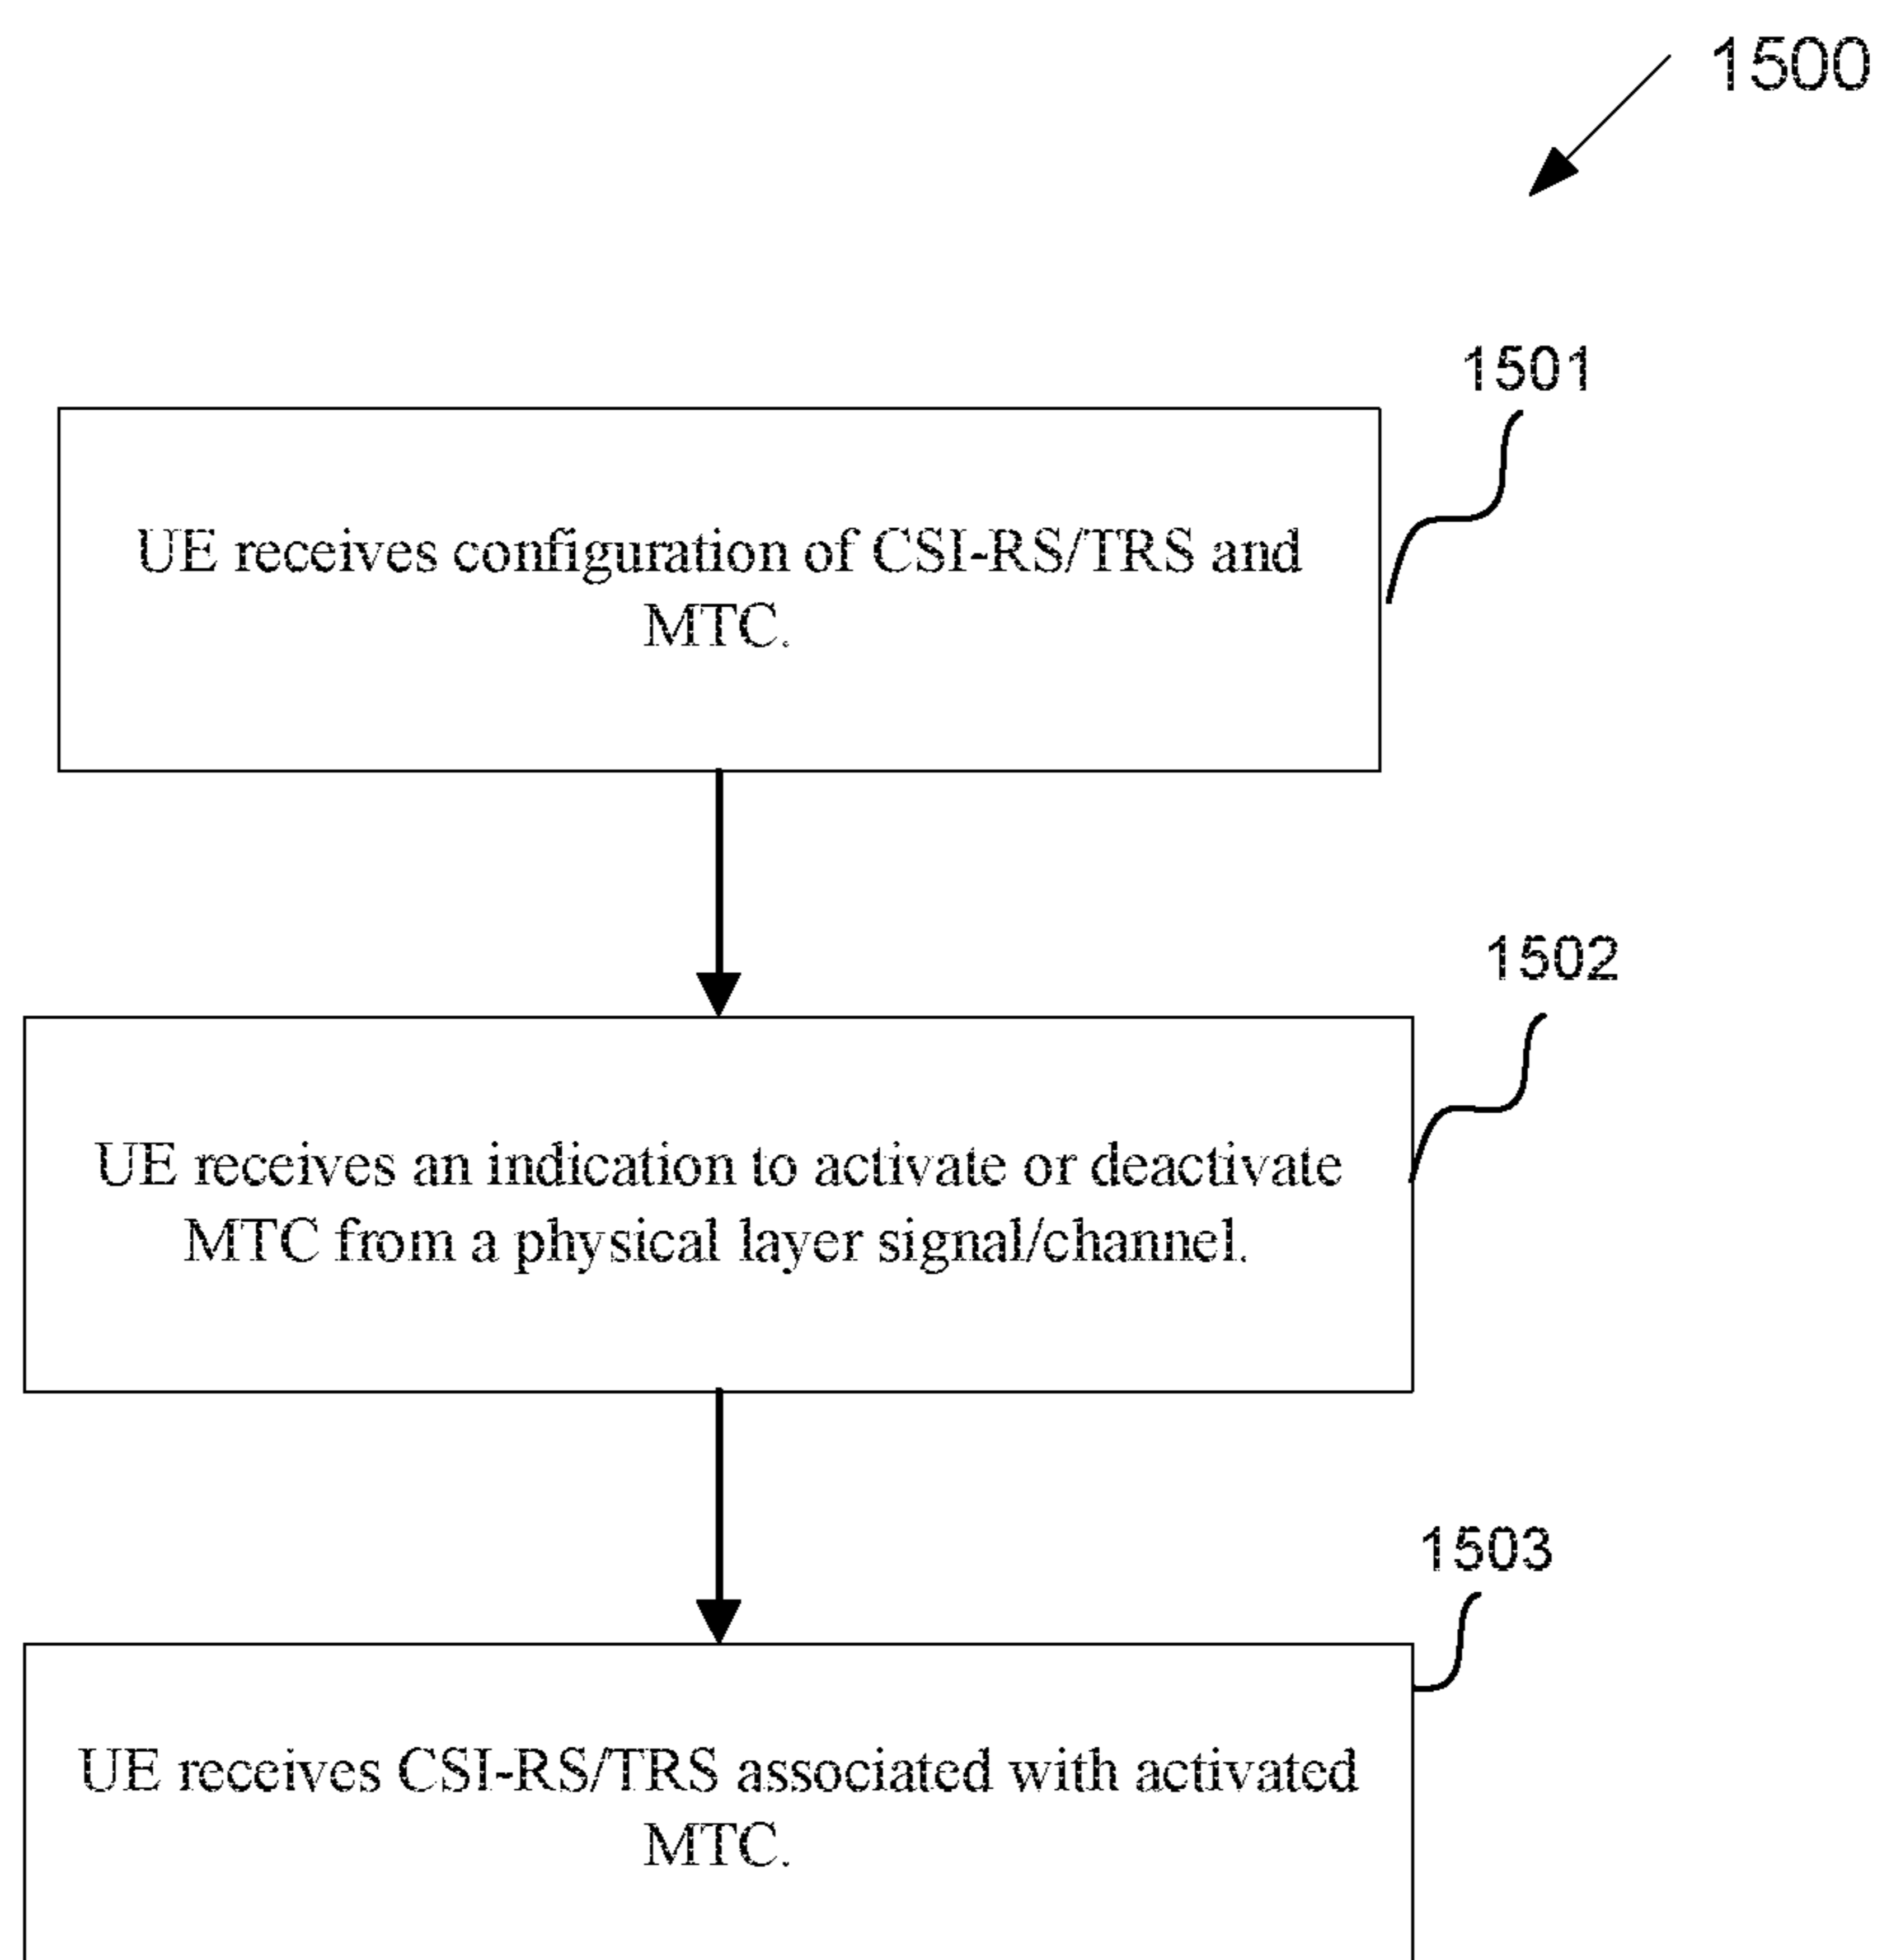 1500
1501
UE receives configuration of CSI-RS/TRS and
MTC.
1502
UE receives an indication to activate or deactivate
MTC from a physical layer signal/channel.
1503
UE receives CSI-RS/TRS associated with activated
MTC.